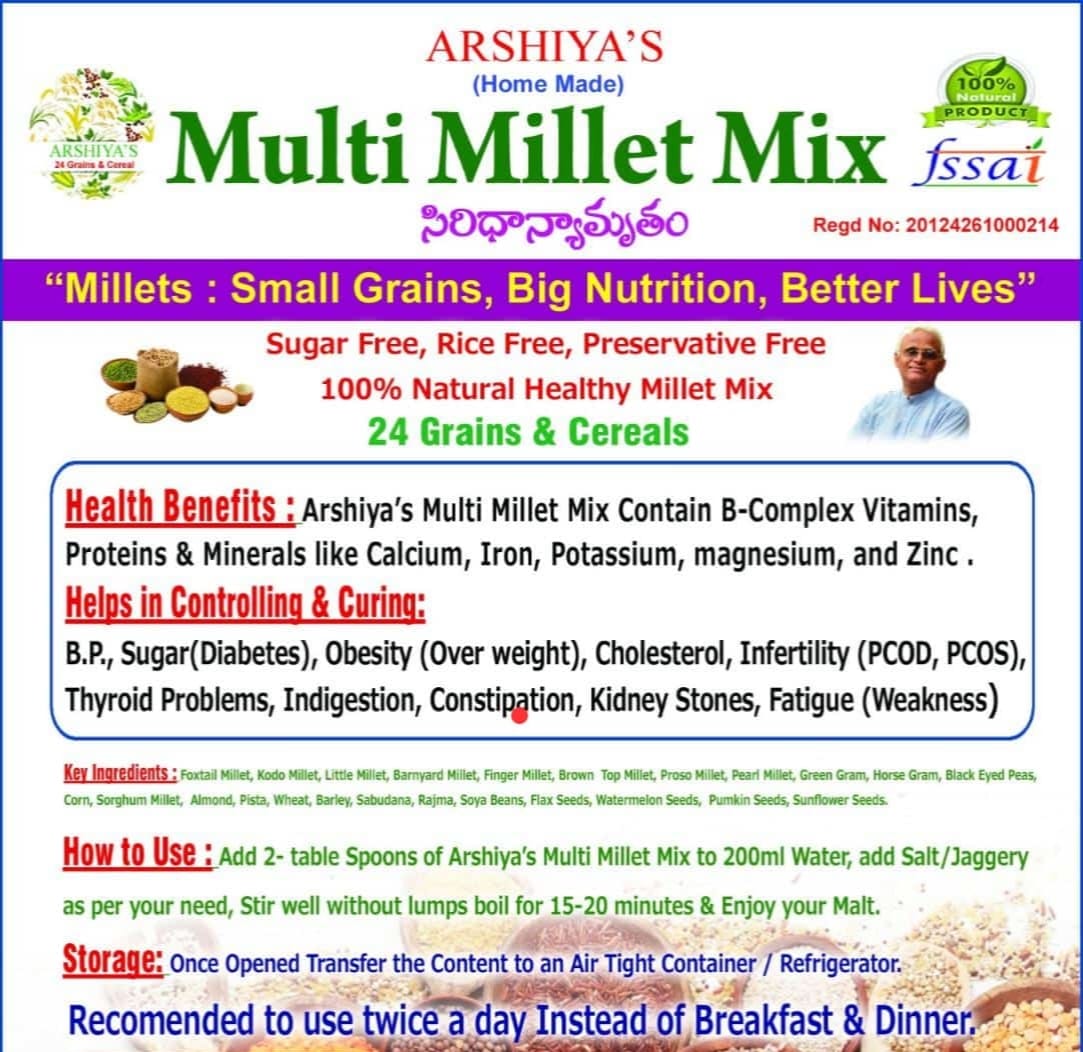 ARSHIYA'S
(Home Made)
Multi Millet Mix
సిరిధాన్యామృతం
ARSHIYA'S
24 Grains & Cereal
100%
Natural
PRODUCT
fssai
Regd No: 20124261000214
“Millets : Small Grains, Big Nutrition, Better Lives”
Sugar Free, Rice Free, Preservative Free
100% Natural Healthy Millet Mix
24 Grains & Cereals
Health Benefits : Arshiya's Multi Millet Mix Contain B-Complex Vitamins,
Proteins & Minerals like Calcium, Iron, Potassium, magnesium, and Zinc .
Helps in Controlling & Curing:
B.P., Sugar(Diabetes), Obesity (Over weight), Cholesterol, Infertility (PCOD, PCOS),
Thyroid Problems, Indigestion, Constipation, Kidney Stones, Fatigue (Weakness)
Key Ingredients : Foxtail Millet, Kodo Millet, Little Millet, Barnyard Millet, Finger Millet, Brown Top Millet, Proso Millet, Pearl Millet, Green Gram, Horse Gram, Black Eyed Peas,
Corn, Sorghum Millet, Almond, Pista, Wheat, Barley, Sabudana, Rajma, Soya Beans, Flax Seeds, Watermelon Seeds, Pumkin Seeds, Sunflower Seeds.
How to Use : Add 2- table Spoons of Arshiya's Multi Millet Mix to 200ml Water, add Salt/Jaggery
as per your need, Stir well without lumps boil for 15-20 minutes & Enjoy your Malt.
Storage: Once Opened Transfer the Content to an Air Tight Container / Refrigerator.
Recomended to use twice a day Instead of Breakfast & Dinner.